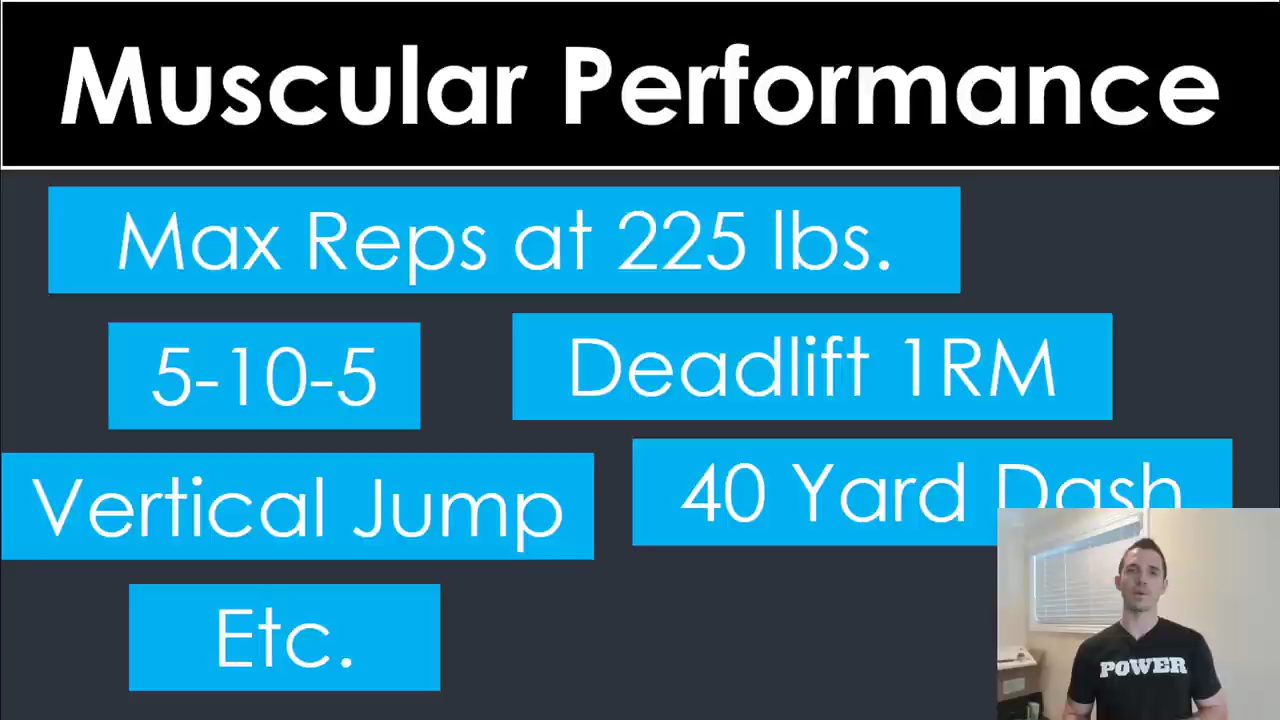 Muscular Performance
Max Reps at 225 lbs.
5-10-5
Deadlift 1RM
Vertical Jump
40 Yard Dash
Etc.
POWER